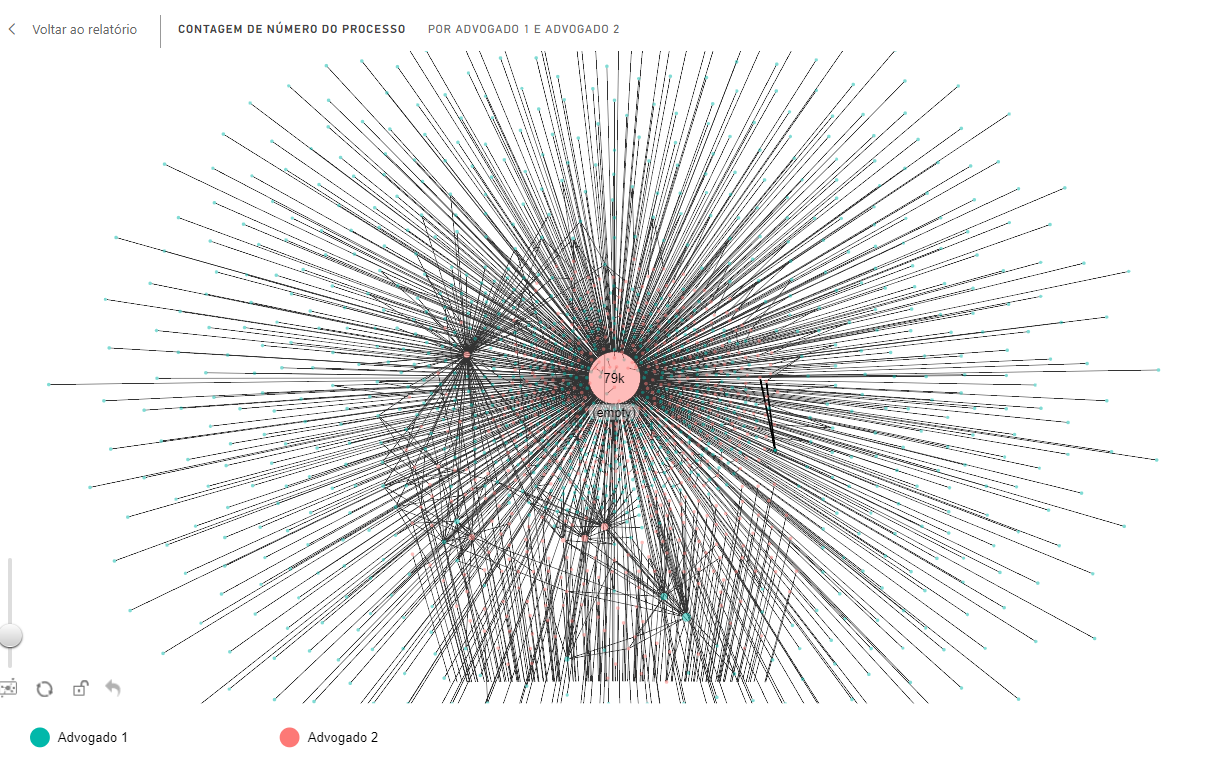 Voltar ao relatório
CONTAGEM DE NÚMERO DO PROCESSO POR ADVOGADO 1 E ADVOGADO 2
79k
(empty)
Advogado 1
Advogado 2